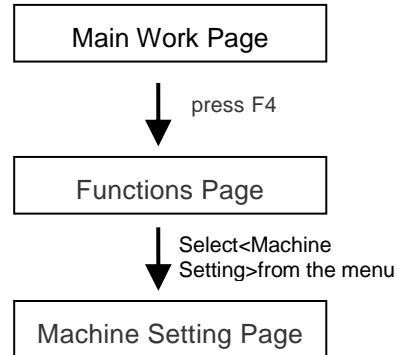 Main Work Page
press F4
Functions Page
Select<Machine
Setting>from the menu
Machine Setting Page